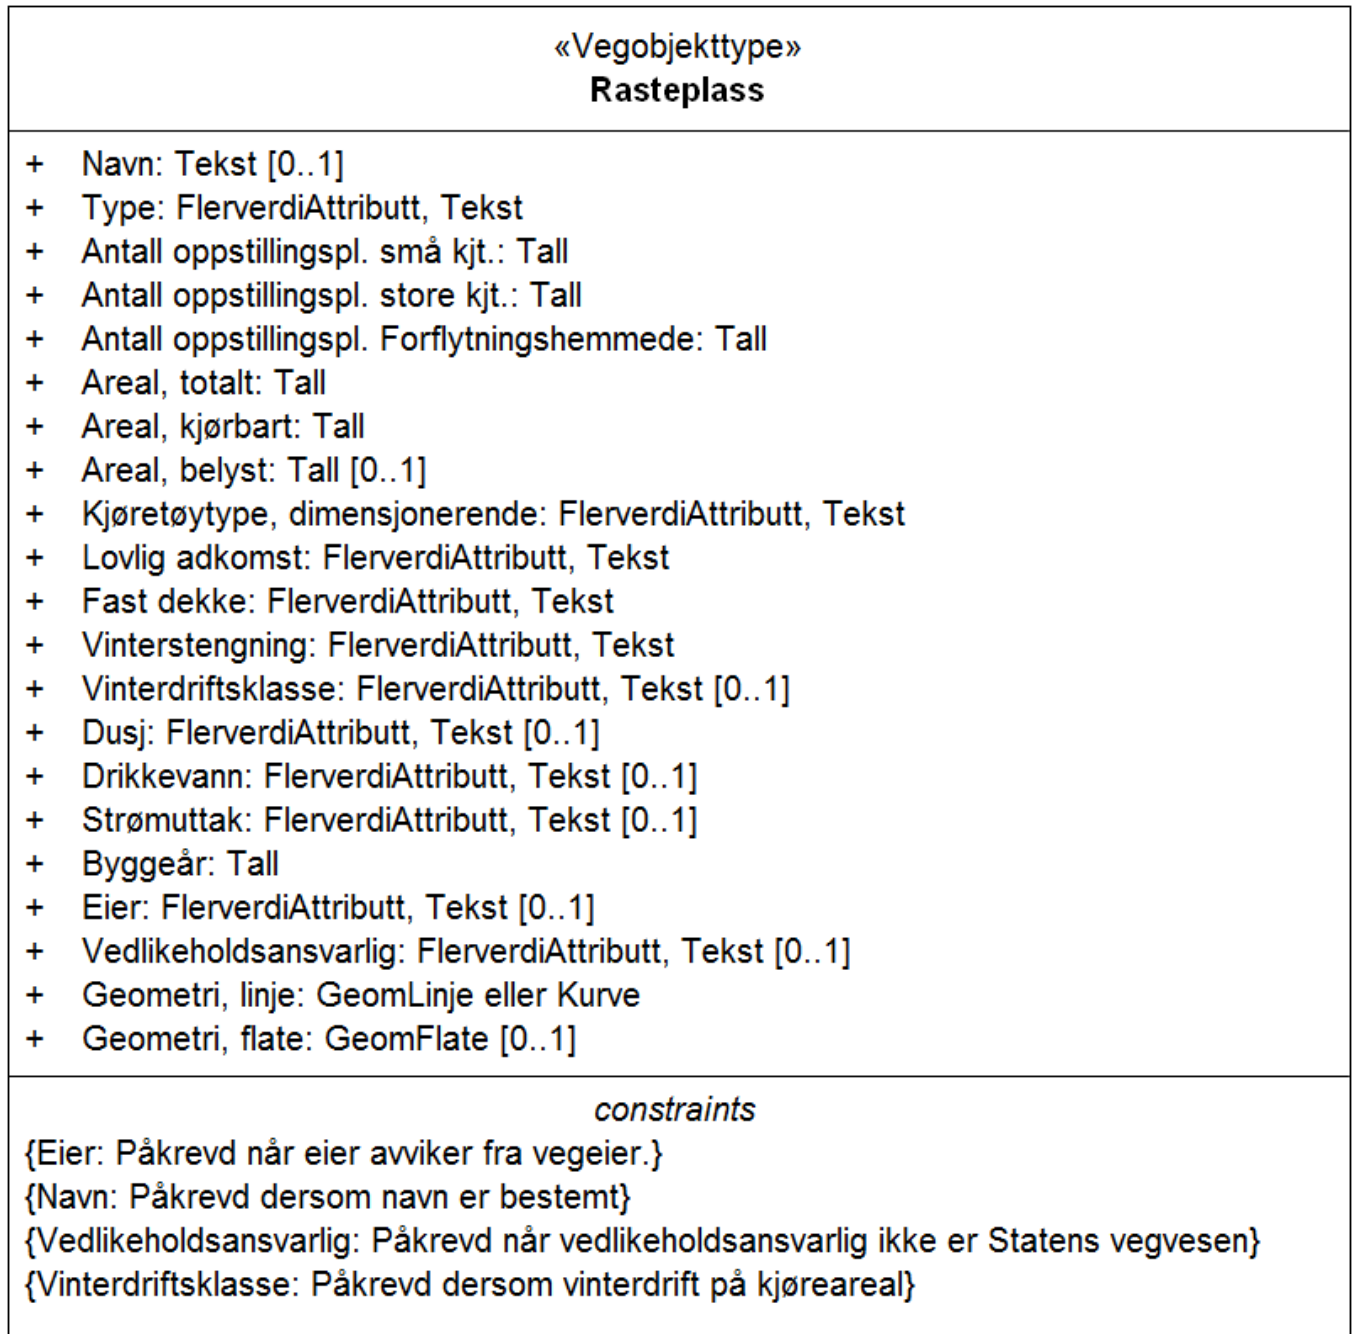 «Vegobjekttype»
Rasteplass
+ Navn: Tekst [0..1]
+ Type: FlerverdiAttributt, Tekst
+ Antall oppstillingspl. små kjt.: Tall
+ Antall oppstillingspl. store kjt.: Tall
+ Antall oppstillingspl. Forflytningshemmede: Tall
+ Areal, totalt: Tall
+ Areal, kjørbart: Tall
+ Areal, belyst: Tall [0..1]
+ Kjøretøytype, dimensjonerende: FlerverdiAttributt, Tekst
+ Lovlig adkomst: FlerverdiAttributt, Tekst
+ Fast dekke: FlerverdiAttributt, Tekst
+ Vinterstengning: FlerverdiAttributt, Tekst
+ Vinterdriftsklasse: FlerverdiAttributt, Tekst [0..1]
+ Dusj: FlerverdiAttributt, Tekst [0..1]
+ Drikkevann: FlerverdiAttributt, Tekst [0..1]
+ Strømuttak: FlerverdiAttributt, Tekst [0..1]
+ Byggeår: Tall
+ Eier: FlerverdiAttributt, Tekst [0..1]
+ Vedlikeholdsansvarlig: FlerverdiAttributt, Tekst [0..1]
+ Geometri, linje: GeomLinje eller Kurve
+ Geometri, flate: GeomFlate [0..1]
constraints
{Eier: Påkrevd når eier avviker fra vegeier.}
{Navn: Påkrevd dersom navn er bestemt}
{Vedlikeholdsansvarlig: Påkrevd når vedlikeholdsansvarlig ikke er Statens vegvesen}
{Vinterdriftsklasse: Påkrevd dersom vinterdrift på kjøreareal}